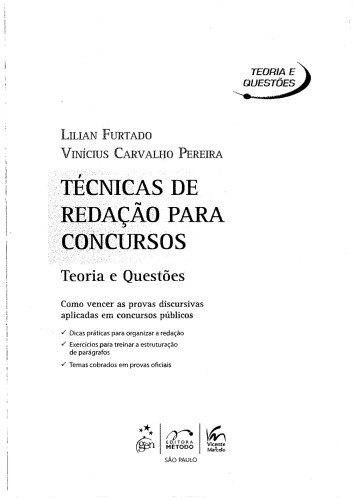 TEORIA E
QUESTÕES
LILIAN FURTADO
VINÍCIUS CARVALHO PEREIRA
TÉCNICAS DE
REDAÇÃO PARA
CONCURSOS
Teoria e Questões
Como vencer as provas discursivas
aplicadas em concursos públicos
✓ Dicas práticas para organizar a redação
✓ Exercícios para treinar a estruturação
de parágrafos
✓ Temas cobrados em provas oficiais
gen
EDITORA
MÉTODO
Vicente
Marcelo
SÃO PAULO